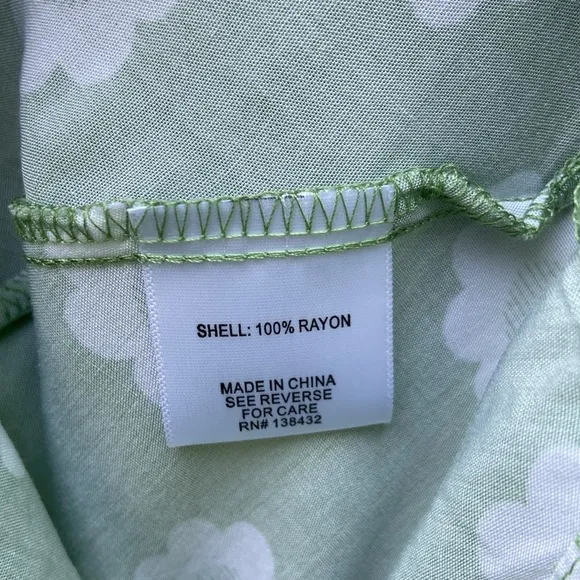 SHELL: 100% RAYON
MADE IN CHINA
SEE REVERSE
FOR CARE
RN# 138432